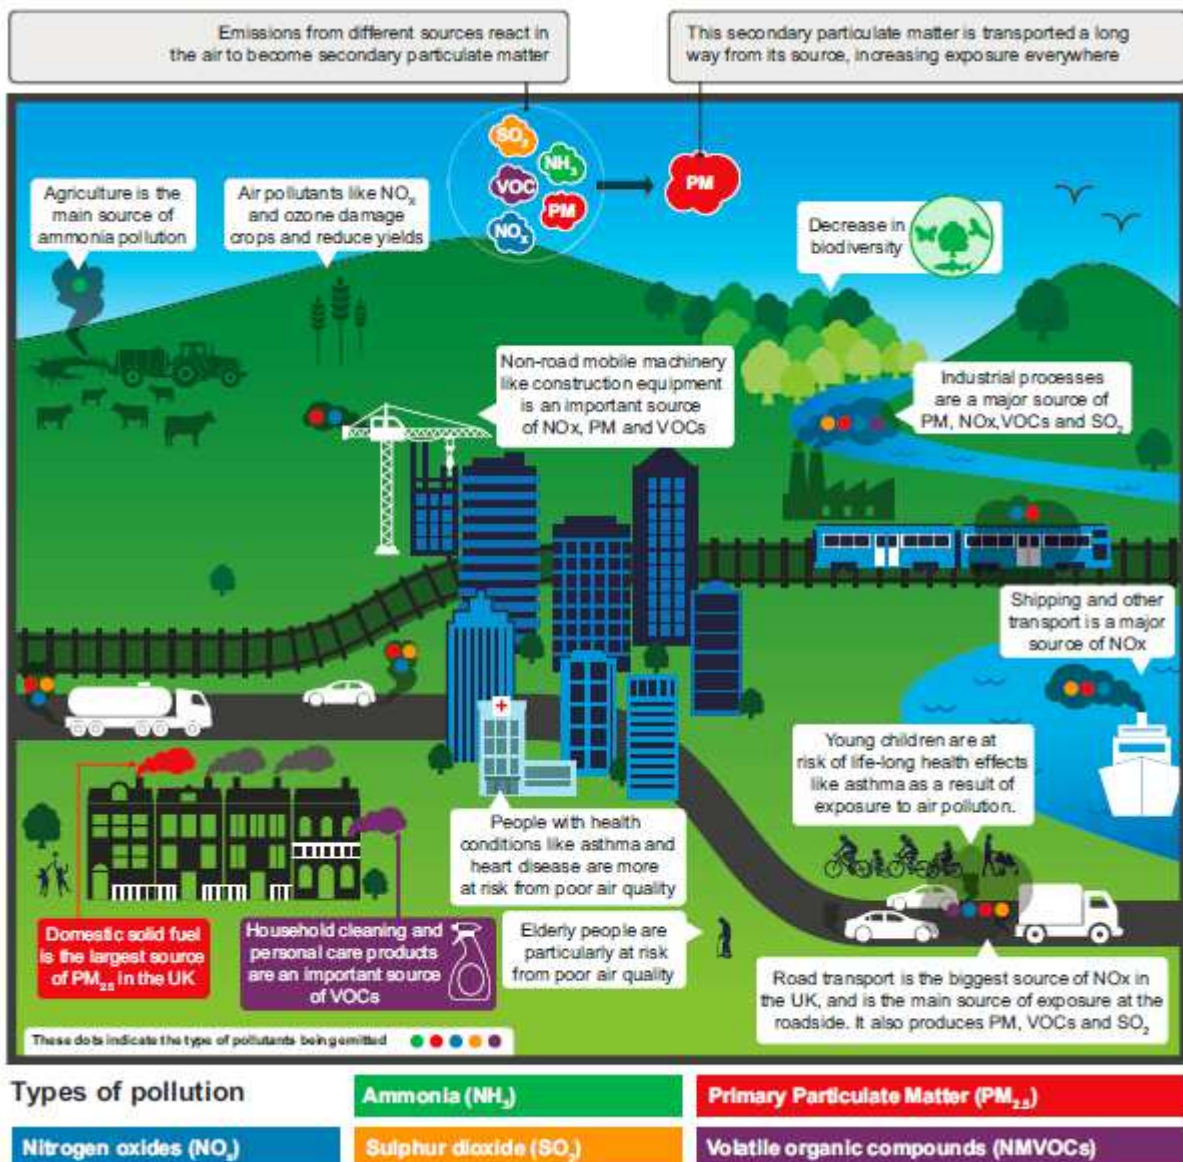 Emissions from different sources react in
the air to become secondary particulate matter
This secondary particulate matter is transported a long
way from its source, increasing exposure everywhere
SO₂
NH₃
VOC
PM
NOₓ
PM
Agriculture is the
main source of
ammonia pollution
Air pollutants like NOₓ
and ozone damage
crops and reduce yields
Decrease in
biodiversity
Non-road mobile machinery
like construction equipment
is an important source
of NOx, PM and VOCs
Industrial processes
are a major source of
PM, NOx,VOCs and SO₂
Shipping and other
transport is a major
source of NOx
Young children are at
risk of life-long health effects
like asthma as a result of
exposure to air pollution.
People with health
conditions like asthma and
heart disease are more
at risk from poor air quality
Domestic solid fuel
is the largest source
of PM₂.₅ in the UK
Household cleaning and
personal care products
are an important source
of VOCs
Elderly people are
particularly at risk
from poor air quality
Road transport is the biggest source of NOx in
the UK, and is the main source of exposure at the
roadside. It also produces PM, VOCs and SO₂
These dots indicate the type of pollutants being emitted
Types of pollution
Ammonia (NH₃)
Primary Particulate Matter (PM₂.₅)
Nitrogen oxides (NOₓ)
Sulphur dioxide (SO₂)
Volatile organic compounds (NMVOCs)